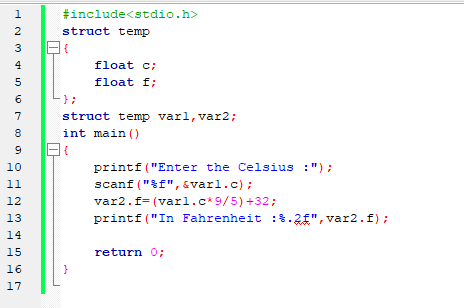 1 #include<stdio.h>
2 struct temp
3 {
4 float c;
5 float f;
6 };
7 struct temp var1,var2;
8 int main()
9 {
10 printf("Enter the Celsius :");
11 scanf("%f",&var1.c);
12 var2.f=(var1.c*9/5)+32;
13 printf("In Fahrenheit :%.2f",var2.f);
14
15 return 0;
16 }
17